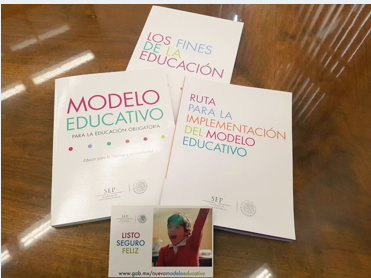 LOS FINES
DE LA
EDUCACIÓN
MODELO
EDUCATIVO
PARA LA EDUCACIÓN OBLIGATORIA
SEP
RUTA
PARA LA
IMPLEMENTACIÓN
DEL MODELO
EDUCATIVO
SEP
SEP
LISTO
SEGURO
FELIZ
www.gob.mx/nuevomodeloeducativo